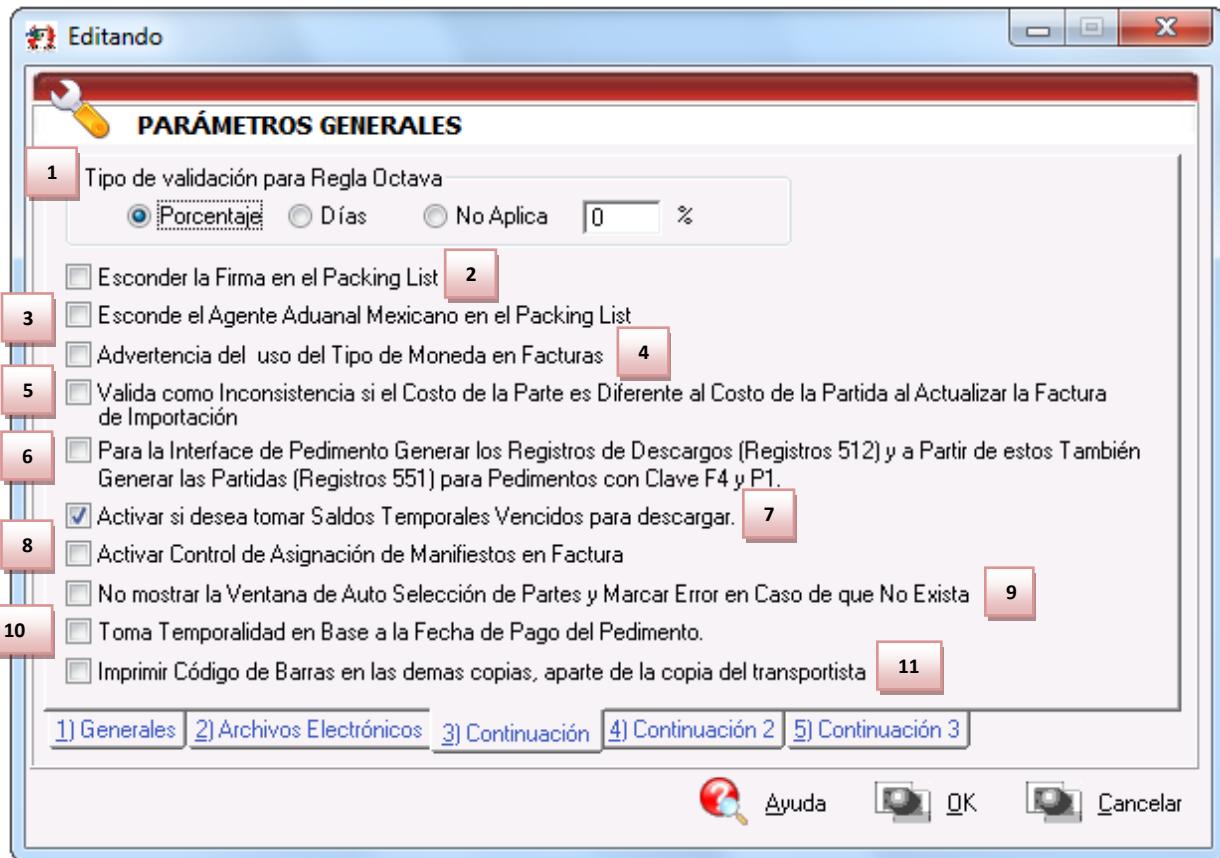 Editando
PARÁMETROS GENERALES
1
Tipo de validación para Regla Octava
Porcentaje Días No Aplica 0 %
Esconder la Firma en el Packing List 2
3 Esconde el Agente Aduanal Mexicano en el Packing List
Advertencia del uso del Tipo de Moneda en Facturas 4
5 Valida como Inconsistencia si el Costo de la Parte es Diferente al Costo de la Partida al Actualizar la Factura
de Importación
6 Para la Interface de Pedimento Generar los Registros de Descargos (Registros 512) y a Partir de estos También
Generar las Partidas (Registros 551) para Pedimentos con Clave F4 y P1.
Activar si desea tomar Saldos Temporales Vencidos para descargar. 7
8 Activar Control de Asignación de Manifiestos en Factura
No mostrar la Ventana de Auto Selección de Partes y Marcar Error en Caso de que No Exista 9
10 Toma Temporalidad en Base a la Fecha de Pago del Pedimento.
Imprimir Código de Barras en las demas copias, aparte de la copia del transportista 11
1) Generales 2) Archivos Electrónicos 3) Continuación 4) Continuación 2 5) Continuación 3
Ayuda OK Cancelar